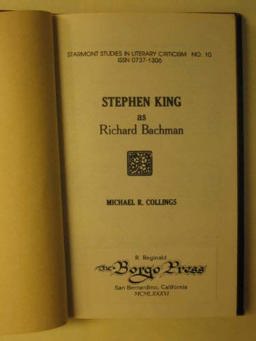 STARMONT STUDIES IN LITERARY CRITICISM NO. 10
ISSN 0737-1306
STEPHEN KING
as
Richard Bachman
MICHAEL R. COLLINGS
R. Reginald
The Borgo Press
San Bernardino, California
MCMLXXXVI